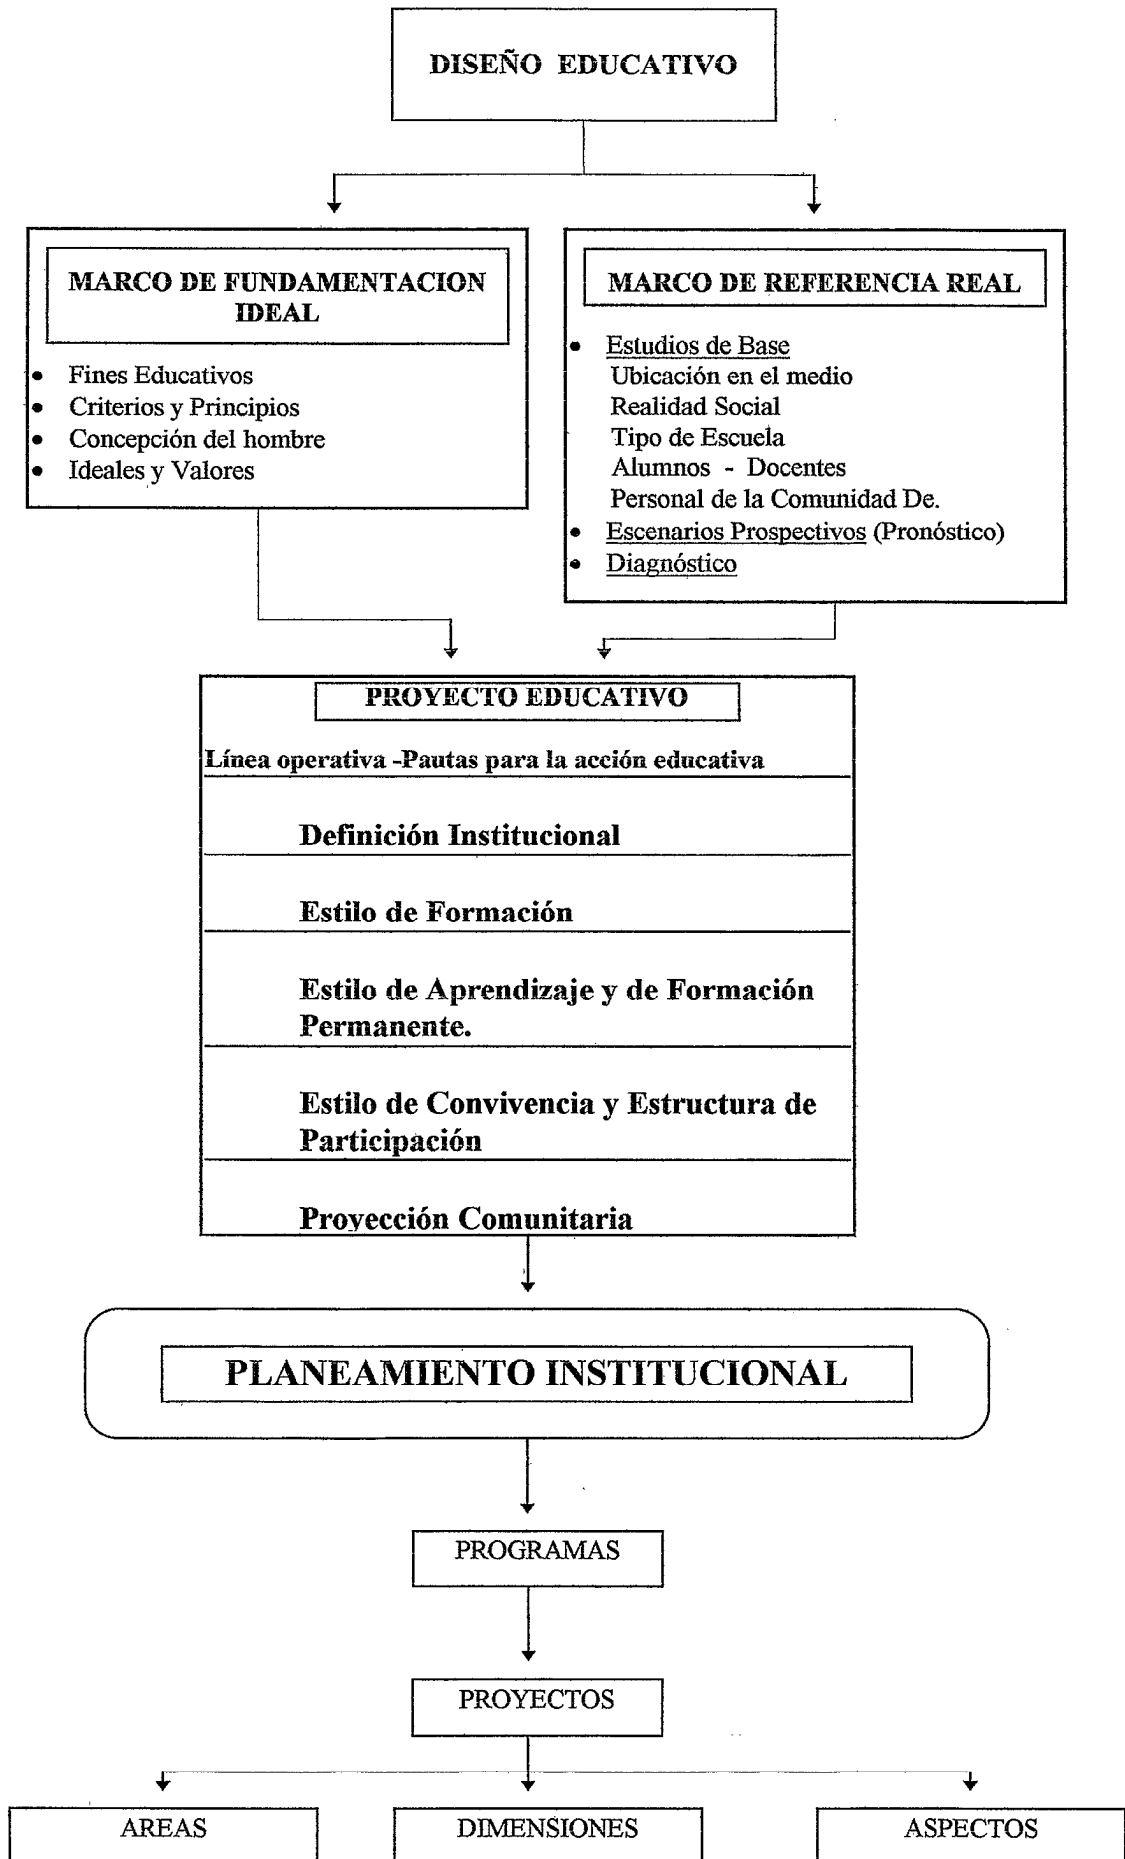 DISEÑO EDUCATIVO
MARCO DE FUNDAMENTACION
IDEAL
• Fines Educativos
• Criterios y Principios
• Concepción del hombre
• Ideales y Valores
MARCO DE REFERENCIA REAL
• Estudios de Base
Ubicación en el medio
Realidad Social
Tipo de Escuela
Alumnos - Docentes
Personal de la Comunidad De.
• Escenarios Prospectivos (Pronóstico)
• Diagnóstico
PROYECTO EDUCATIVO
Línea operativa -Pautas para la acción educativa
Definición Institucional
Estilo de Formación
Estilo de Aprendizaje y de Formación
Permanente.
Estilo de Convivencia y Estructura de
Participación
Proyección Comunitaria
PLANEAMIENTO INSTITUCIONAL
PROGRAMAS
PROYECTOS
AREAS
DIMENSIONES
ASPECTOS